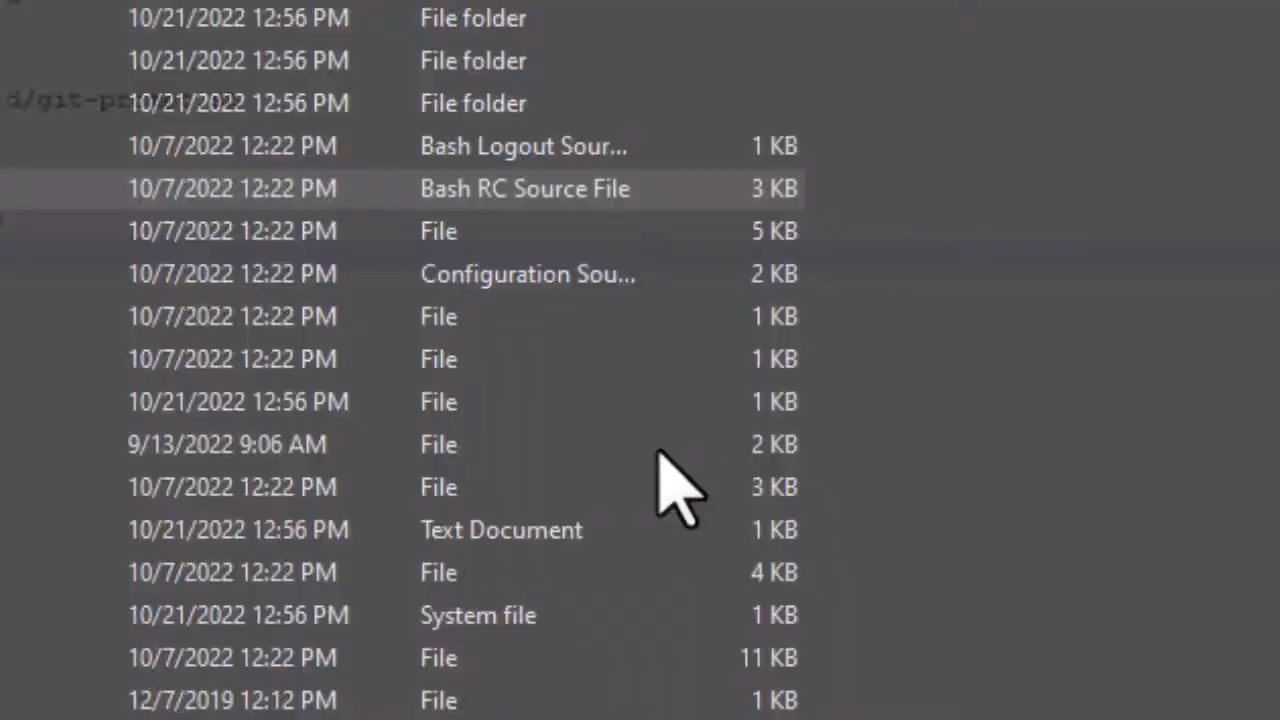 10/21/2022 12:56 PM File folder
10/21/2022 12:56 PM File folder
10/21/2022 12:56 PM File folder
10/7/2022 12:22 PM Bash Logout Sour... 1 KB
10/7/2022 12:22 PM Bash RC Source File 3 KB
10/7/2022 12:22 PM File 5 KB
10/7/2022 12:22 PM Configuration Sou... 2 KB
10/7/2022 12:22 PM File 1 KB
10/7/2022 12:22 PM File 1 KB
10/21/2022 12:56 PM File 1 KB
9/13/2022 9:06 AM File 2 KB
10/7/2022 12:22 PM File 3 KB
10/21/2022 12:56 PM Text Document 1 KB
10/7/2022 12:22 PM File 4 KB
10/21/2022 12:56 PM System file 1 KB
10/7/2022 12:22 PM File 11 KB
12/7/2019 12:12 PM File 1 KB